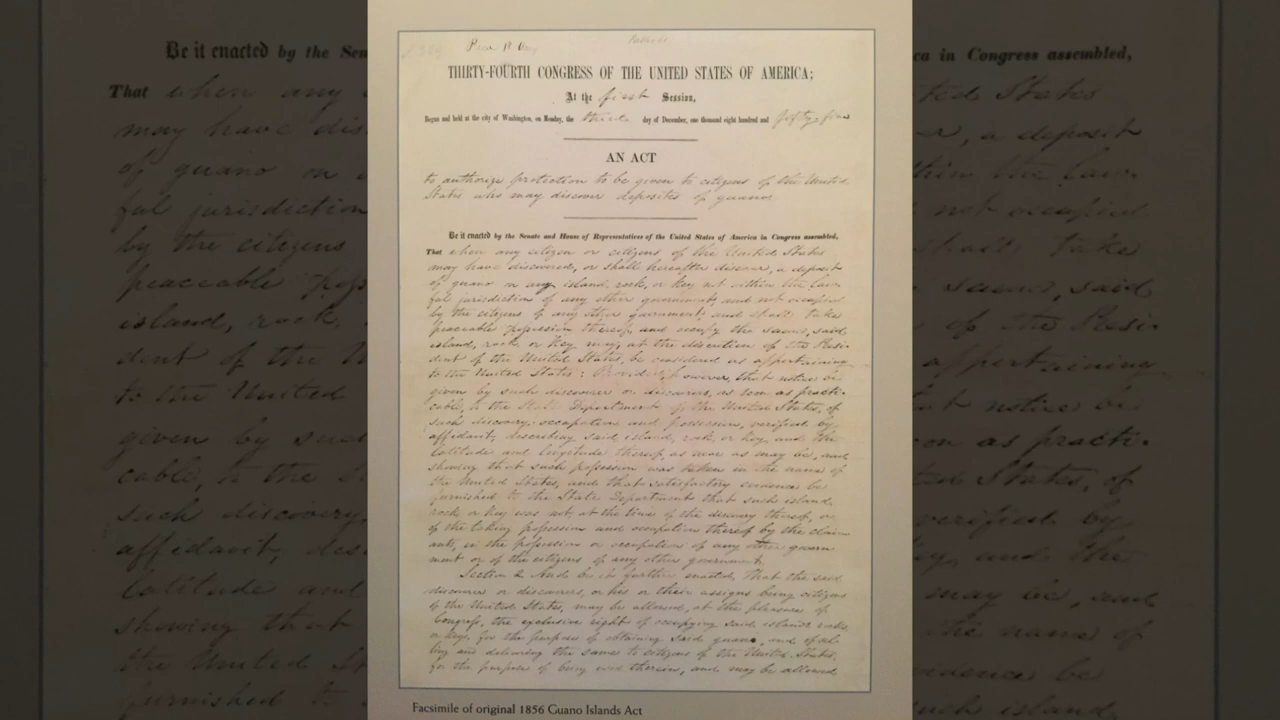 THIRTY-FOURTH CONGRESS OF THE UNITED STATES OF AMERICA;
At the first Session,
Begun and held at the city of Washington, on Monday, the third day of December, one thousand eight hundred and fifty-five
AN ACT
to authorize protection to be given to citizens of the United
States who may discover deposites of guano
Be it enacted by the Senate and House of Representatives of the United States of America in Congress assembled,
That when any citizen or citizens of the United States
may have discovered, or shall hereafter discover, a deposit
of guano on any island, rock, or key not within the law-
ful jurisdiction of any other government, and not occupied
by the citizens of any other government, and shall take
peaceable possession thereof, and occupy the same, said
island, rock, or key may, at the discretion of the Presi-
dent of the United States, be considered as appertaining
to the United States: Provided, however, that notice be
given by such discoverer or discoverers, as soon as practi-
cable, to the State Department of the United States, of
such discovery, occupation and possession, verified by
affidavit, describing said island, rock, or key, and the
latitude and longitude thereof, as near as may be, and
showing that such possession was taken in the name of
the United States, and that satisfactory evidence be
furnished to the State Department that such island,
rock or key was not, at the time of the discovery thereof, or
of the taking possession and occupation thereof by the claim-
ants, in the possession or occupation of any other govern-
ment or of the citizens of any other government.
Section 2. And be it further enacted, That the said
discoverer or discoverers, or his or their assigns being citizens
of the United States, may be allowed, at the pleasure of
Congress, the exclusive right of occupying said island, rocks,
or keys, for the purpose of obtaining said guano, and of sel-
ling and delivering the same to citizens of the United States,
for the purpose of being used therein, and may be allowed
Facsimile of original 1856 Guano Islands Act